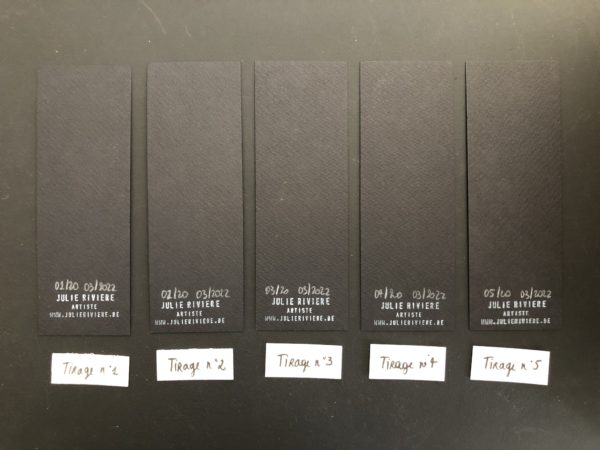 01/20 03/2022
JULIE RIVIERE
ARTISTE
WWW.JULIERIVIERE.BE
Tirage n°1
02/20 03/2022
JULIE RIVIERE
ARTISTE
WWW.JULIERIVIERE.BE
Tirage n°2
03/20 03/2022
JULIE RIVIERE
ARTISTE
WWW.JULIERIVIERE.BE
Tirage n°3
04/20 03/2022
JULIE RIVIERE
ARTISTE
WWW.JULIERIVIERE.BE
Tirage n°4
05/20 03/2022
JULIE RIVIERE
ARTISTE
WWW.JULIERIVIERE.BE
Tirage n°5